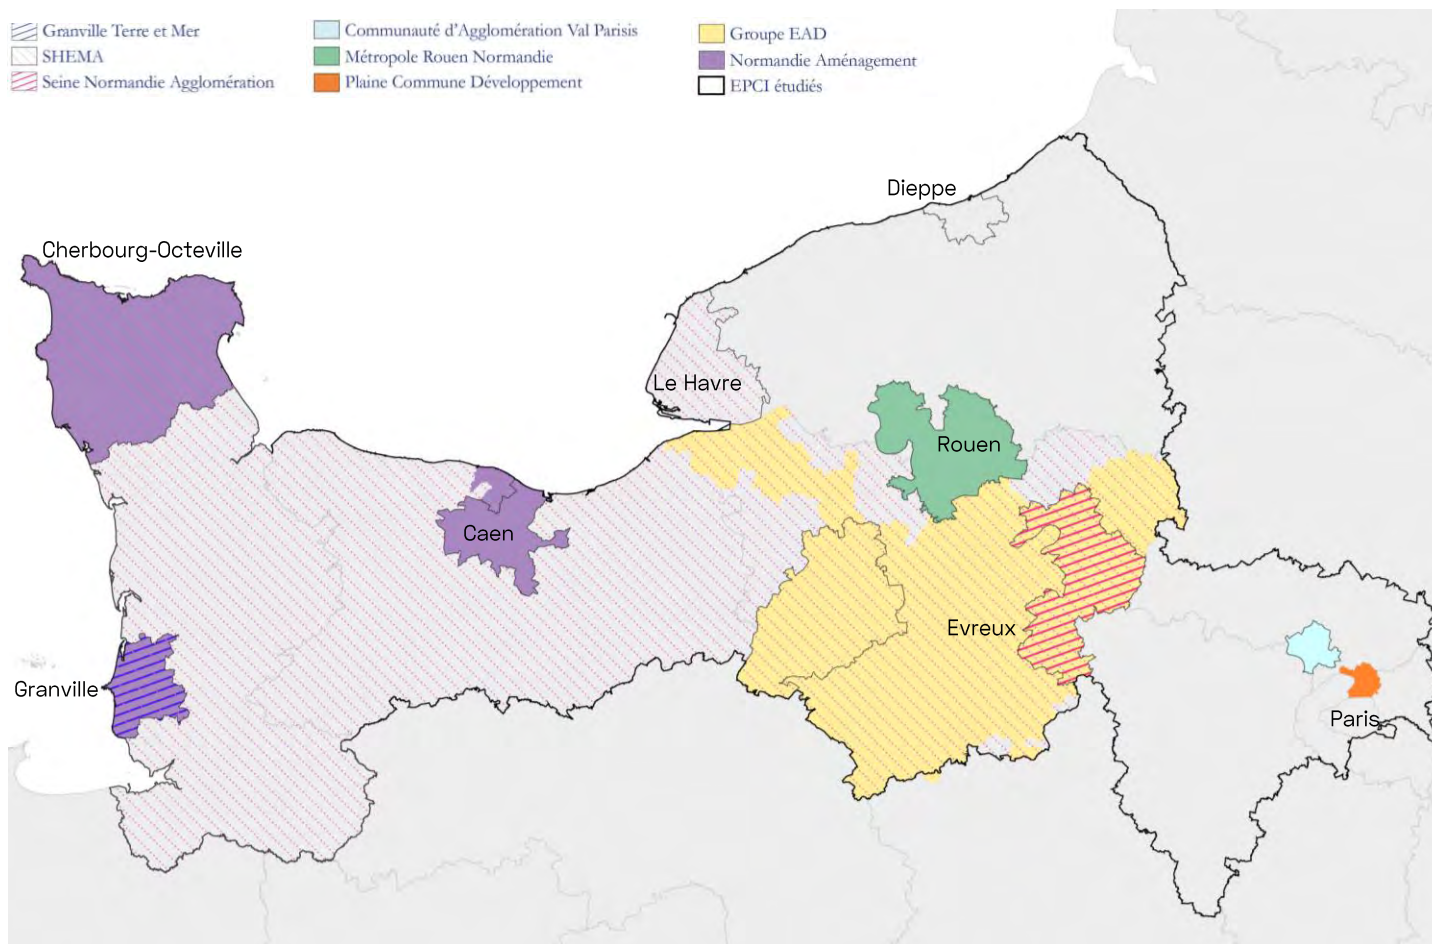 Granville Terre et Mer
SHEMA
Seine Normandie Agglomération
Communauté d'Agglomération Val Parisis
Métropole Rouen Normandie
Plaine Commune Développement
Groupe EAD
Normandie Aménagement
EPCI étudiés
Dieppe
Cherbourg-Octeville
Le Havre
Rouen
Caen
Evreux
Granville
Paris